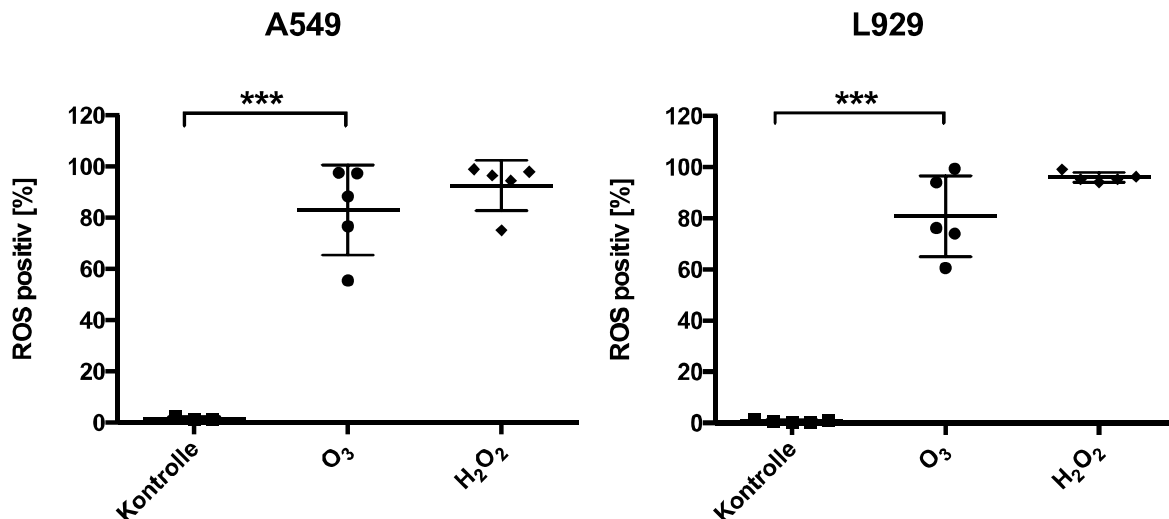 A549
***
120
100
80
60
40
20
0
ROS positiv [%]
Kontrolle
O₃
H₂O₂
L929
***
120
100
80
60
40
20
0
ROS positiv [%]
Kontrolle
O₃
H₂O₂